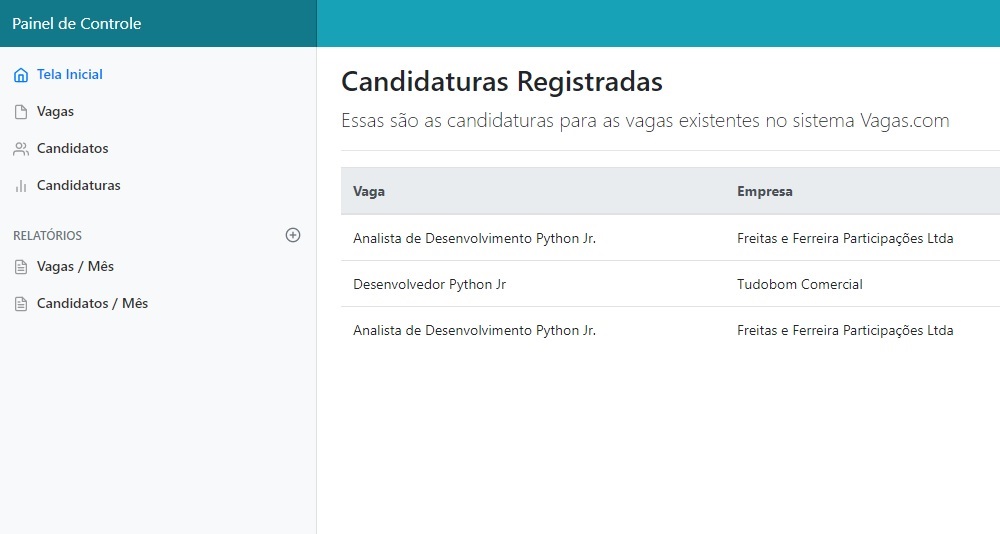 Painel de Controle
Tela Inicial
Vagas
Candidatos
Candidaturas
RELATÓRIOS
Vagas / Mês
Candidatos / Mês
Candidaturas Registradas
Essas são as candidaturas para as vagas existentes no sistema Vagas.com
Vaga Empresa
Analista de Desenvolvimento Python Jr. Freitas e Ferreira Participações Ltda
Desenvolvedor Python Jr Tudobom Comercial
Analista de Desenvolvimento Python Jr. Freitas e Ferreira Participações Ltda